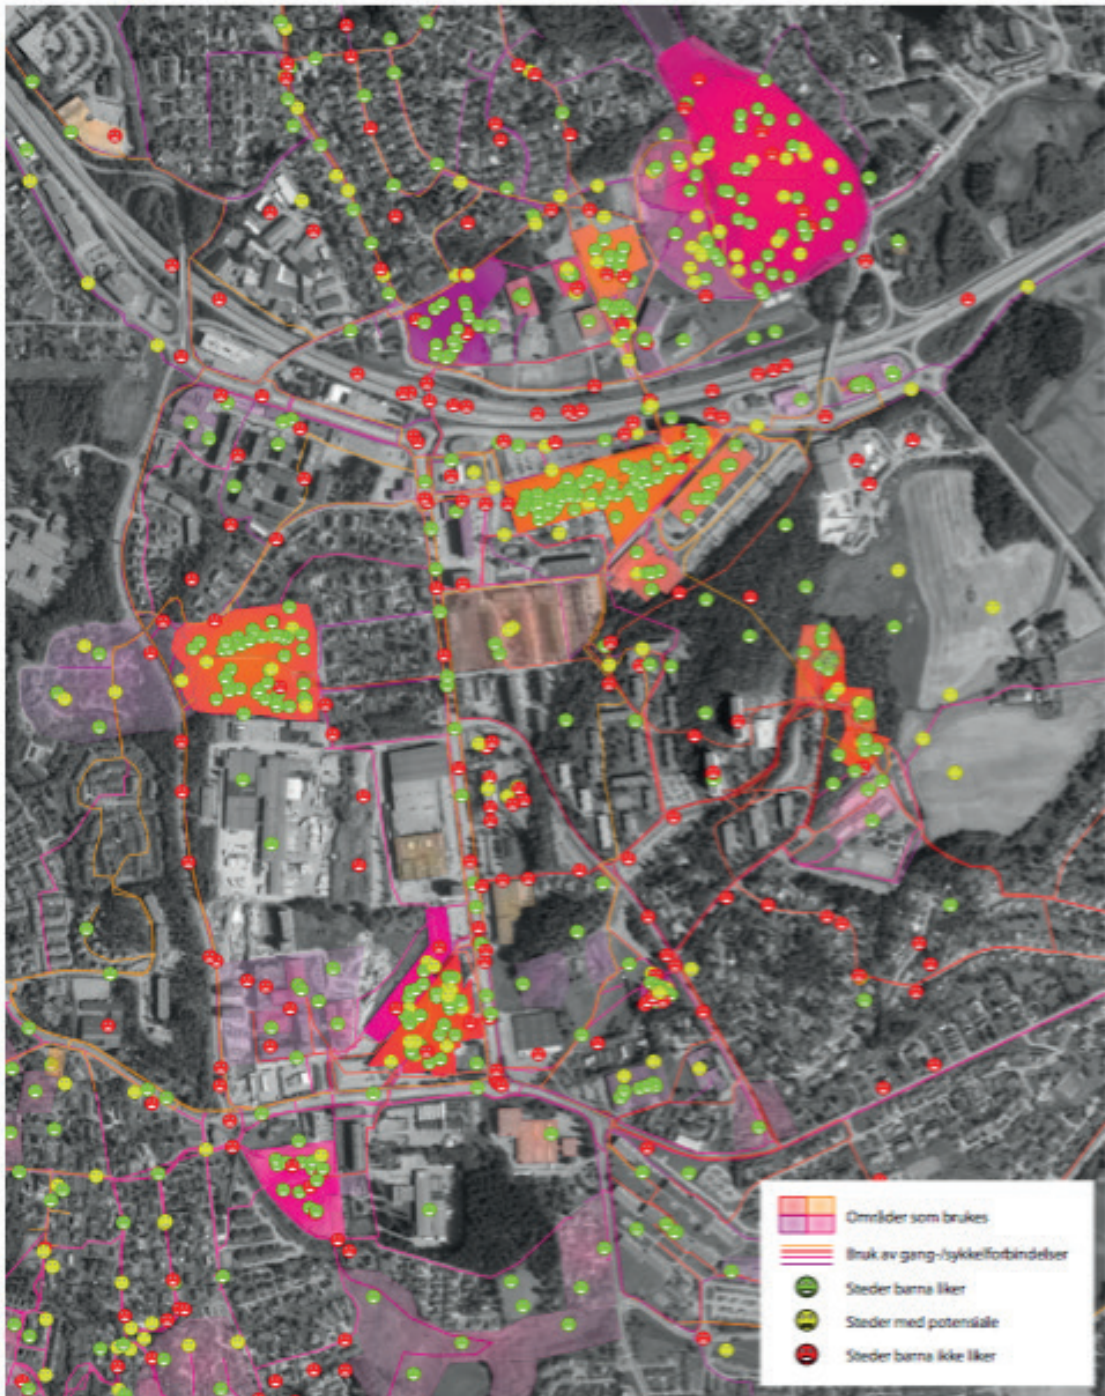 Områder som brukes
Bruk av gang-/sykkelforbindelser
Steder barna liker
Steder med potensiale
Steder barna ikke liker